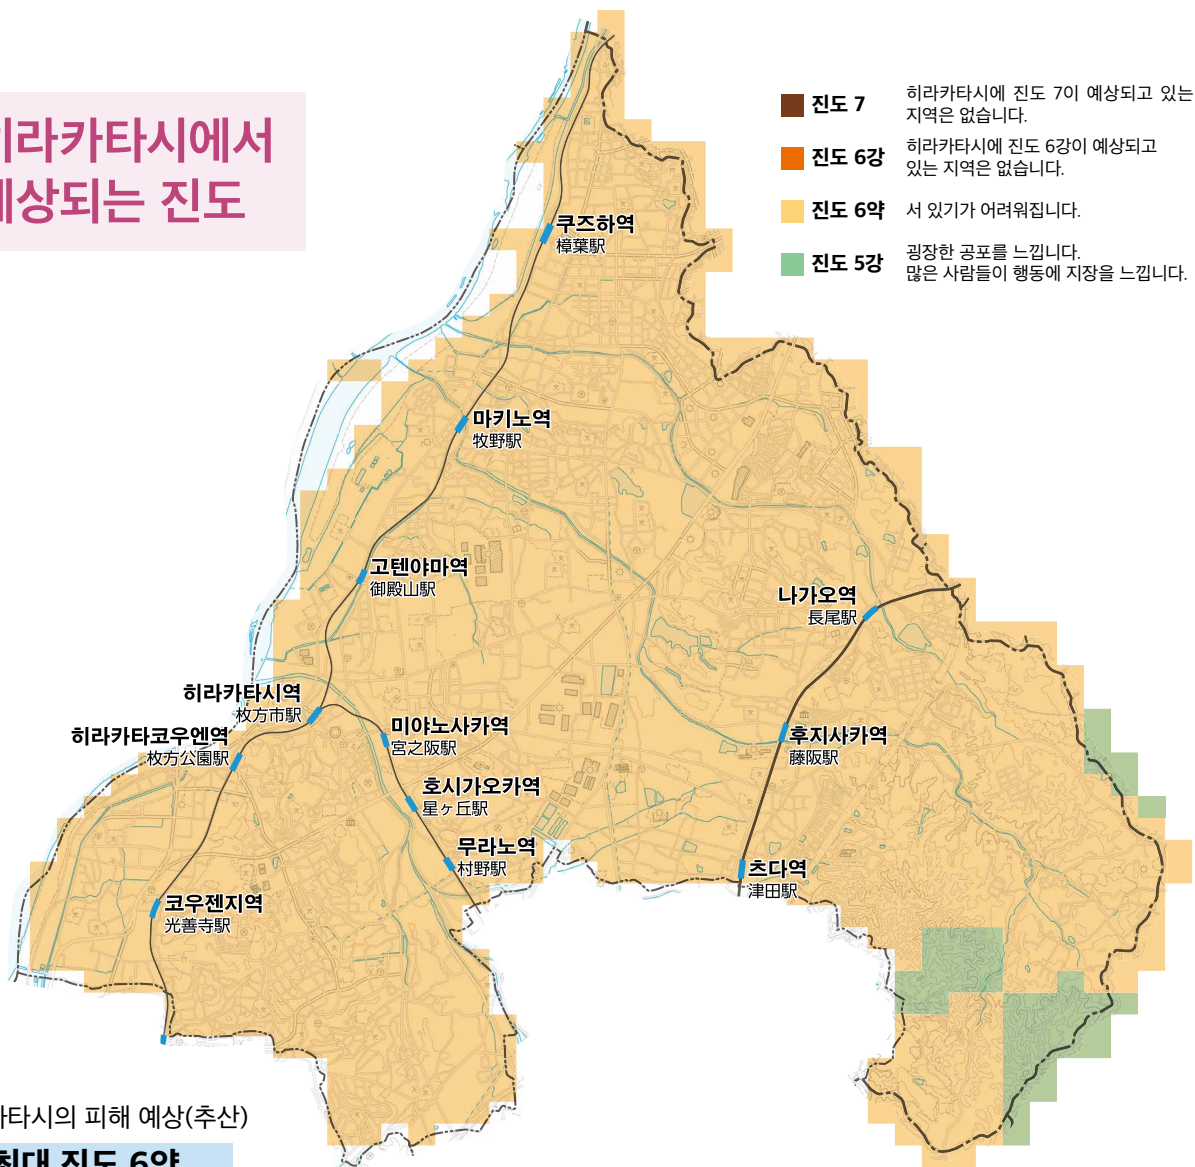 히라카타시에서
예상되는 진도
진도 7
히라카타시에 진도 7이 예상되고 있는
지역은 없습니다.
진도 6강
히라카타시에 진도 6강이 예상되고
있는 지역은 없습니다.
진도 6약
서 있기가 어려워집니다.
진도 5강
굉장한 공포를 느낍니다.
많은 사람들이 행동에 지장을 느낍니다.
쿠즈하역
樟葉駅
마키노역
牧野駅
고텐야마역
御殿山駅
나가오역
長尾駅
히라카타시역
枚方市駅
미야노사카역
宮之阪駅
히라카타코우엔역
枚方公園駅
후지사카역
藤阪駅
호시가오카역
星ヶ丘駅
무라노역
村野駅
츠다역
津田駅
코우젠지역
光善寺駅
카타시의 피해 예상(추산)
최대 진도 6약